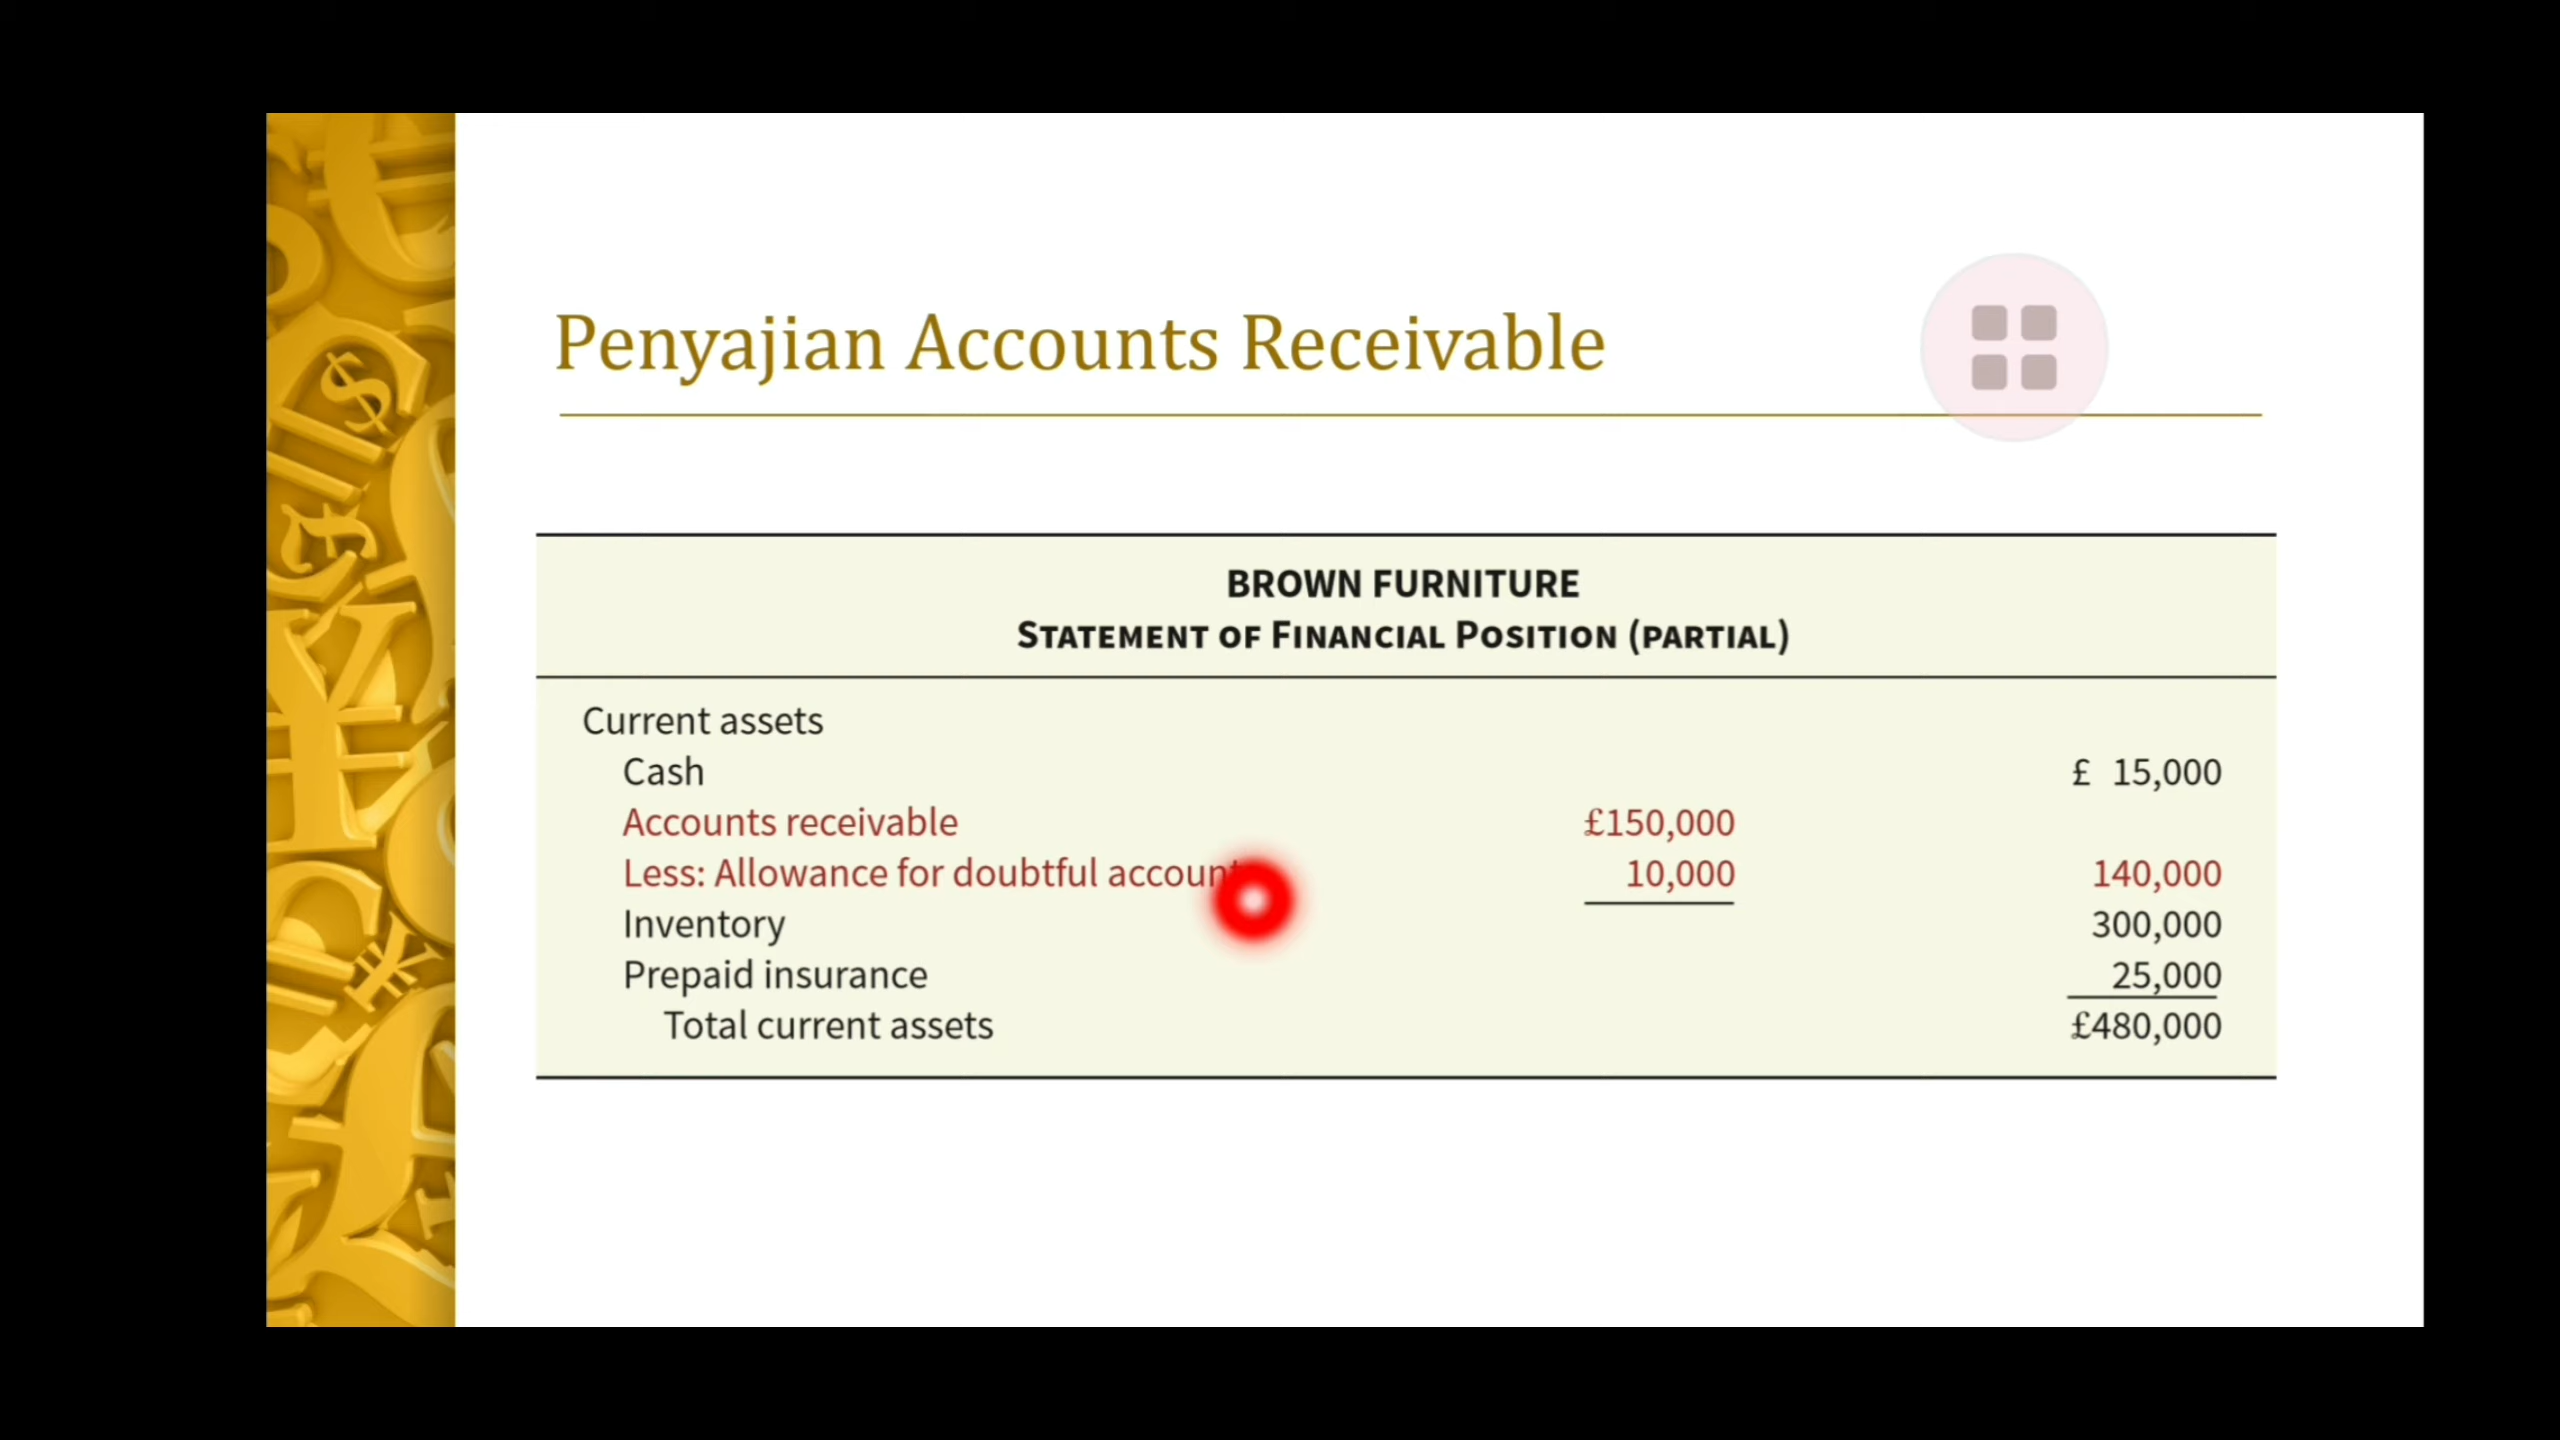 Penyajian Accounts Receivable
BROWN FURNITURE
STATEMENT OF FINANCIAL POSITION (PARTIAL)
Current assets
Cash £ 15,000
Accounts receivable £150,000
Less: Allowance for doubtful account 10,000 140,000
Inventory 300,000
Prepaid insurance 25,000
Total current assets £480,000